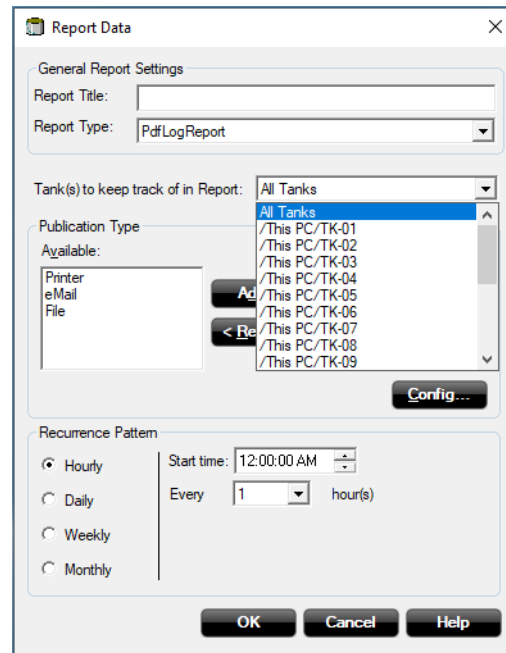 Report Data
General Report Settings
Report Title:
Report Type: PdfLogReport
Tank(s) to keep track of in Report: All Tanks
All Tanks
/This PC/TK-01
/This PC/TK-02
/This PC/TK-03
/This PC/TK-04
/This PC/TK-05
/This PC/TK-06
/This PC/TK-07
/This PC/TK-08
/This PC/TK-09
Publication Type
Available:
Printer
eMail
File
Ad
< Re
Config...
Recurrence Pattern
Hourly
Daily
Weekly
Monthly
Start time: 12:00:00 AM
Every 1 hour(s)
OK Cancel Help